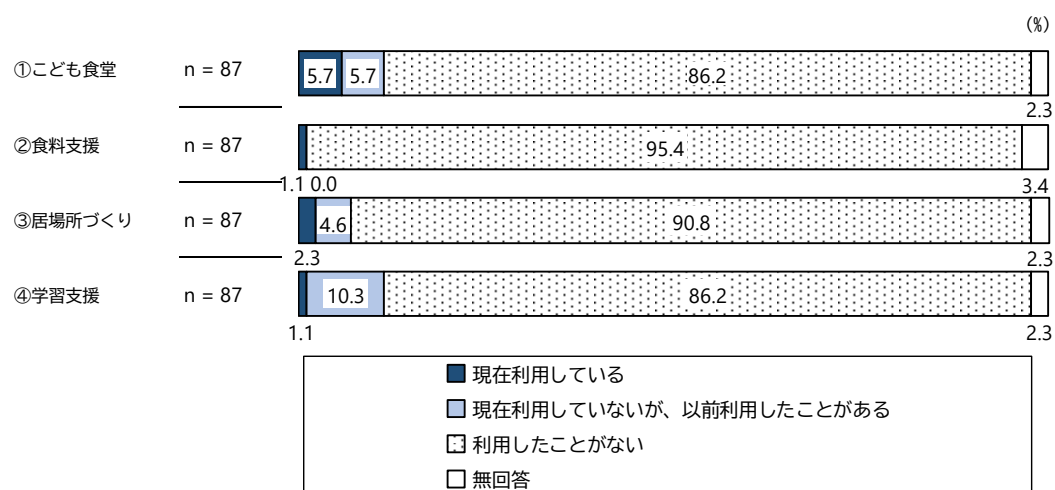 (%)
①こども食堂 n = 87 5.7 5.7 86.2
2.3
②食料支援 n = 87 95.4
1.1 0.0 3.4
③居場所づくり n = 87 4.6 90.8
2.3 2.3
④学習支援 n = 87 10.3 86.2
1.1 2.3
現在利用している
現在利用していないが、以前利用したことがある
利用したことがない
無回答